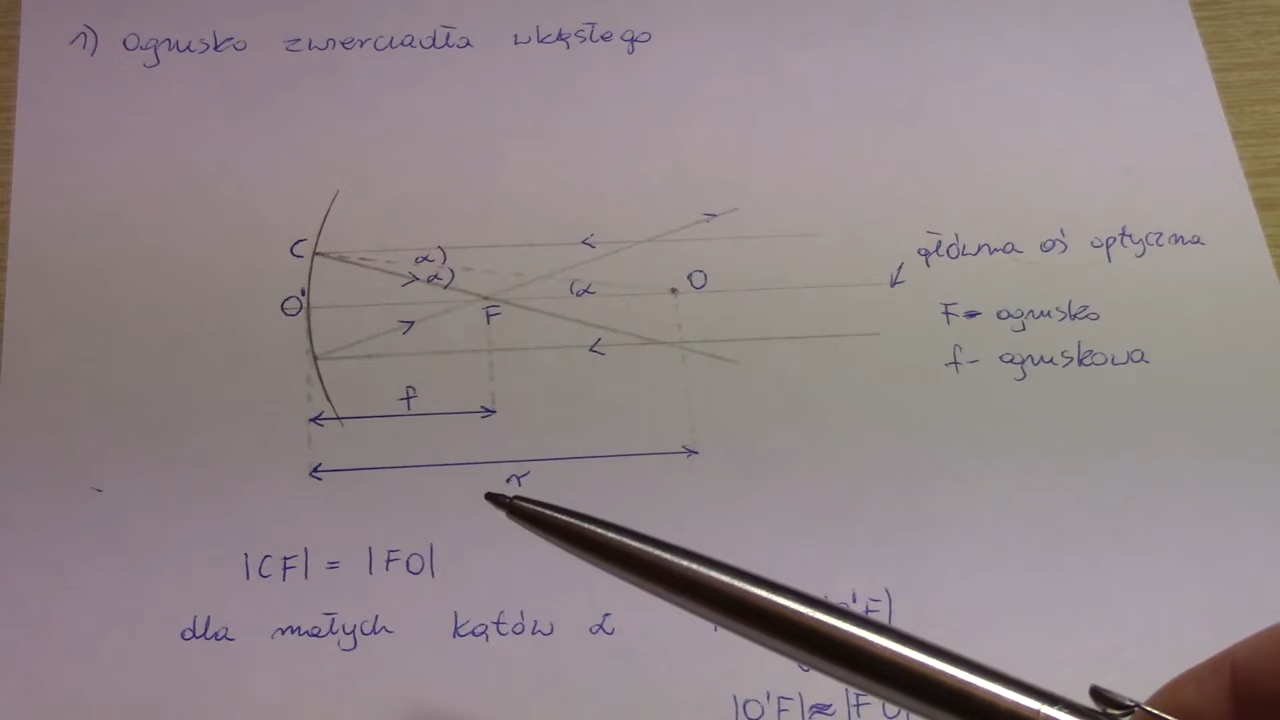 1) ognisko zwierciadła wklęsłego
C
α)
α)
O'
F
(α
O
główna oś optyczna
F- ognisko
f- ogniskowa
f
r
|CF| = |FO|
dla małych kątów α
O'F|
|O'F|≈|FO|